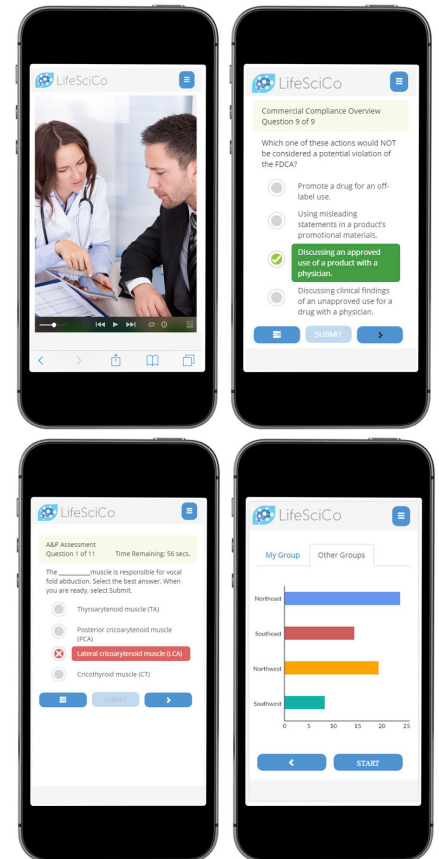 LifeSciCo
LifeSciCo
Commercial Compliance Overview
Question 9 of 9
Which one of these actions would NOT
be considered a potential violation of
the FDCA?
Promote a drug for an off-
label use.
Using misleading
statements in a product's
promotional materials.
Discussing an approved
use of a product with a
physician.
Discussing clinical findings
of an unapproved use for a
drug with a physician.
SUBMIT
LifeSciCo
A&P Assessment
Question 1 of 11 Time Remaining: 56 secs.
The __________muscle is responsible for vocal
fold abduction. Select the best answer. When
you are ready, select Submit.
Thyroarytenoid muscle (TA)
Posterior cricoarytenoid muscle
(PCA)
Lateral cricoarytenoid muscle (LCA)
Cricothyroid muscle (CT)
SUBMIT
LifeSciCo
My Group Other Groups
Northeast
Southeast
Northwest
Southwest
0 5 10 15 20 25
START